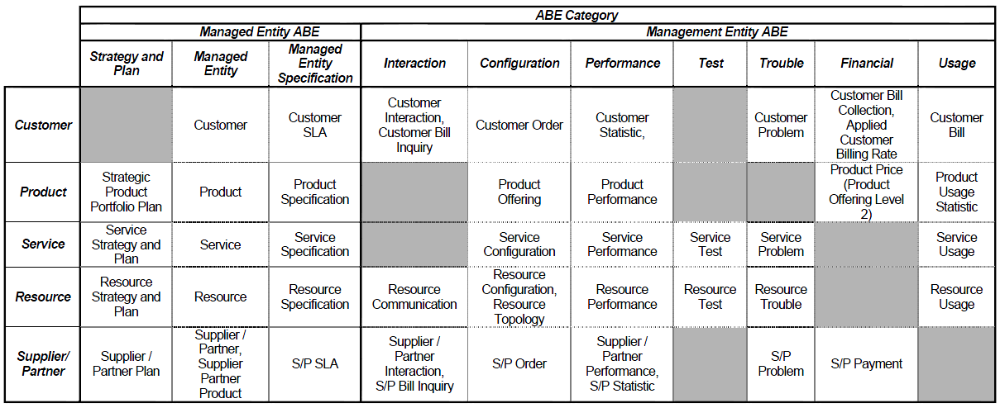 ABE Category
Managed Entity ABE
Management Entity ABE
Strategy and
Plan
Managed
Entity
Managed
Entity
Specification
Interaction
Configuration
Performance
Test
Trouble
Financial
Usage
Customer
Customer
Customer
SLA
Customer
Interaction,
Customer Bill
Inquiry
Customer Order
Customer
Statistic,
Customer
Problem
Customer Bill
Collection,
Applied
Customer
Billing Rate
Customer
Bill
Product
Strategic
Product
Portfolio Plan
Product
Product
Specification
Product
Offering
Product
Performance
Product Price
(Product
Offering Level
2)
Product
Usage
Statistic
Service
Service
Strategy and
Plan
Service
Service
Specification
Service
Configuration
Service
Performance
Service
Test
Service
Problem
Service
Usage
Resource
Resource
Strategy and
Plan
Resource
Resource
Specification
Resource
Communication
Resource
Configuration,
Resource
Topology
Resource
Performance
Resource
Test
Resource
Trouble
Resource
Usage
Supplier/
Partner
Supplier /
Partner Plan
Supplier /
Partner,
Supplier
Partner
Product
S/P SLA
Supplier /
Partner
Interaction,
S/P Bill Inquiry
S/P Order
Supplier /
Partner
Performance,
S/P Statistic
S/P
Problem
S/P Payment